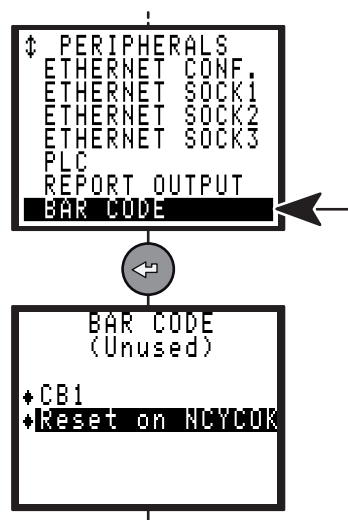 ↕ PERIPHERALS
ETHERNET CONF.
ETHERNET SOCK1
ETHERNET SOCK2
ETHERNET SOCK3
PLC
REPORT OUTPUT
BAR CODE
BAR CODE
(Unused)
♦CB1
♦Reset on NCYCOK